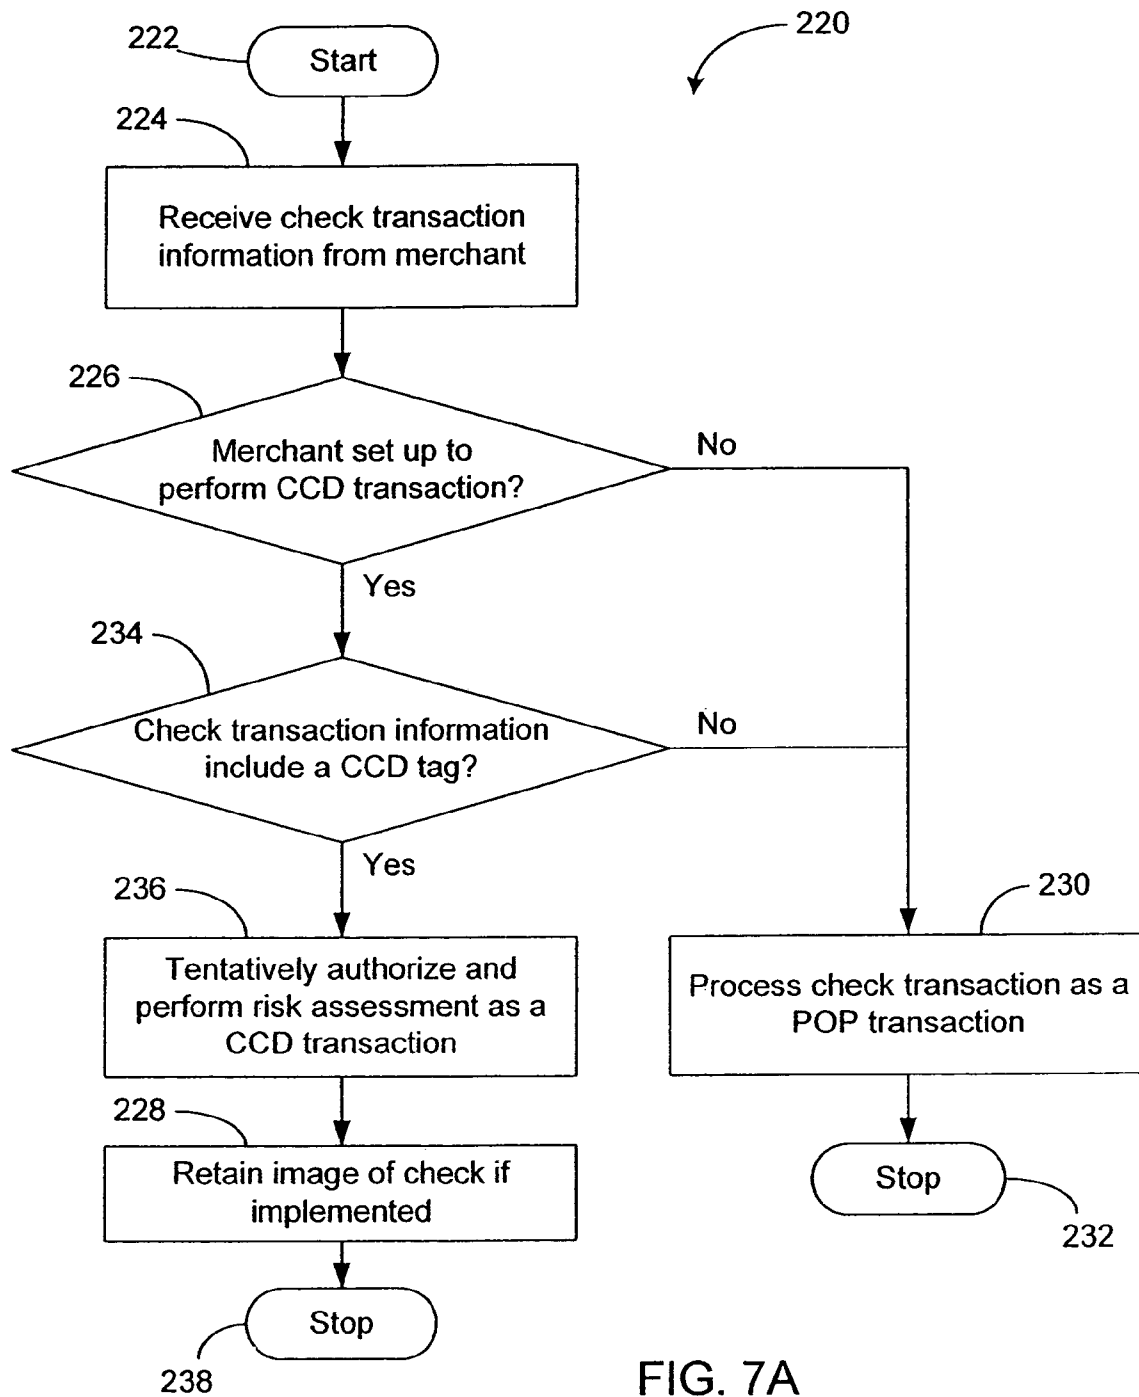 220
222
Start
224
Receive check transaction
information from merchant
226
Merchant set up to
perform CCD transaction?
No
Yes
234
Check transaction information
include a CCD tag?
No
Yes
236
Tentatively authorize and
perform risk assessment as a
CCD transaction
230
Process check transaction as a
POP transaction
228
Retain image of check if
implemented
Stop
232
Stop
238
FIG. 7A